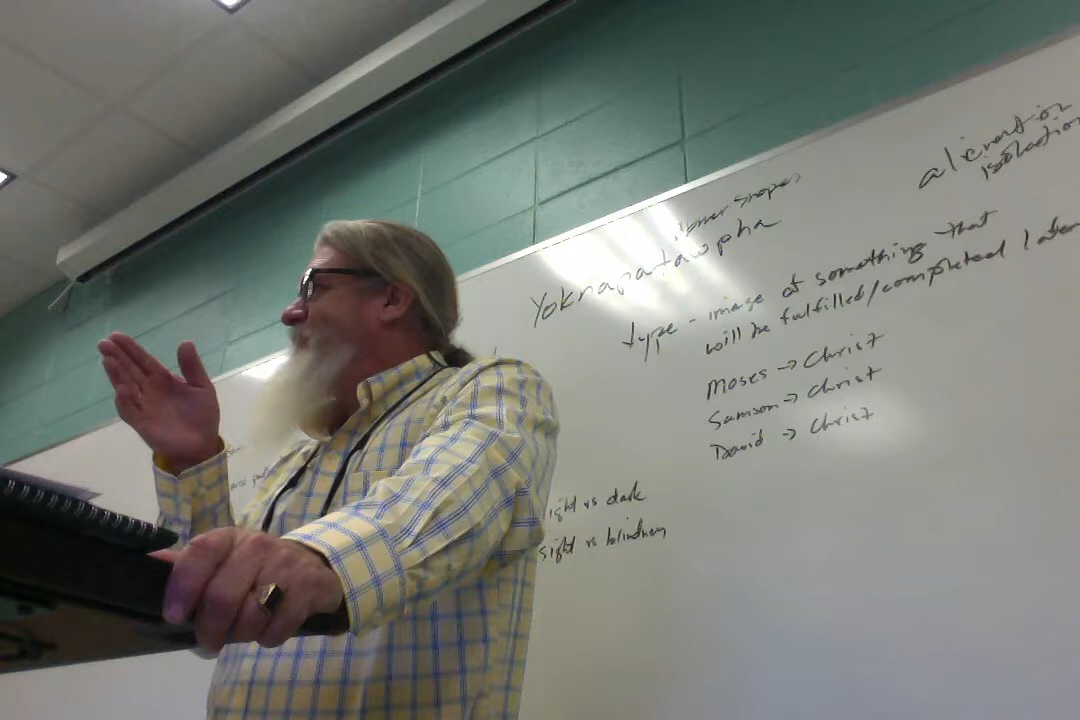 alienation
isolation
Yoknapatawpha
type - image of something that
will be fulfilled/completed later
Moses → Christ
Samson → Christ
David → Christ
light vs dark
sight vs blindness